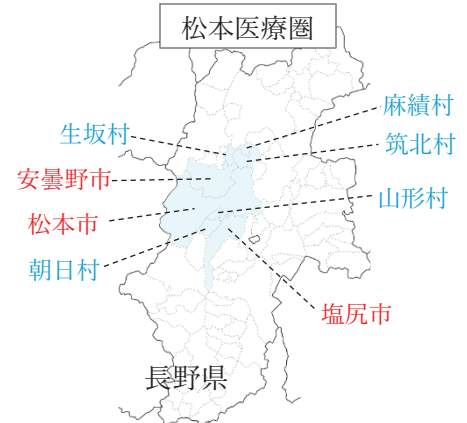 松本医療圏
麻績村
生坂村
筑北村
安曇野市
山形村
松本市
朝日村
塩尻市
長野県